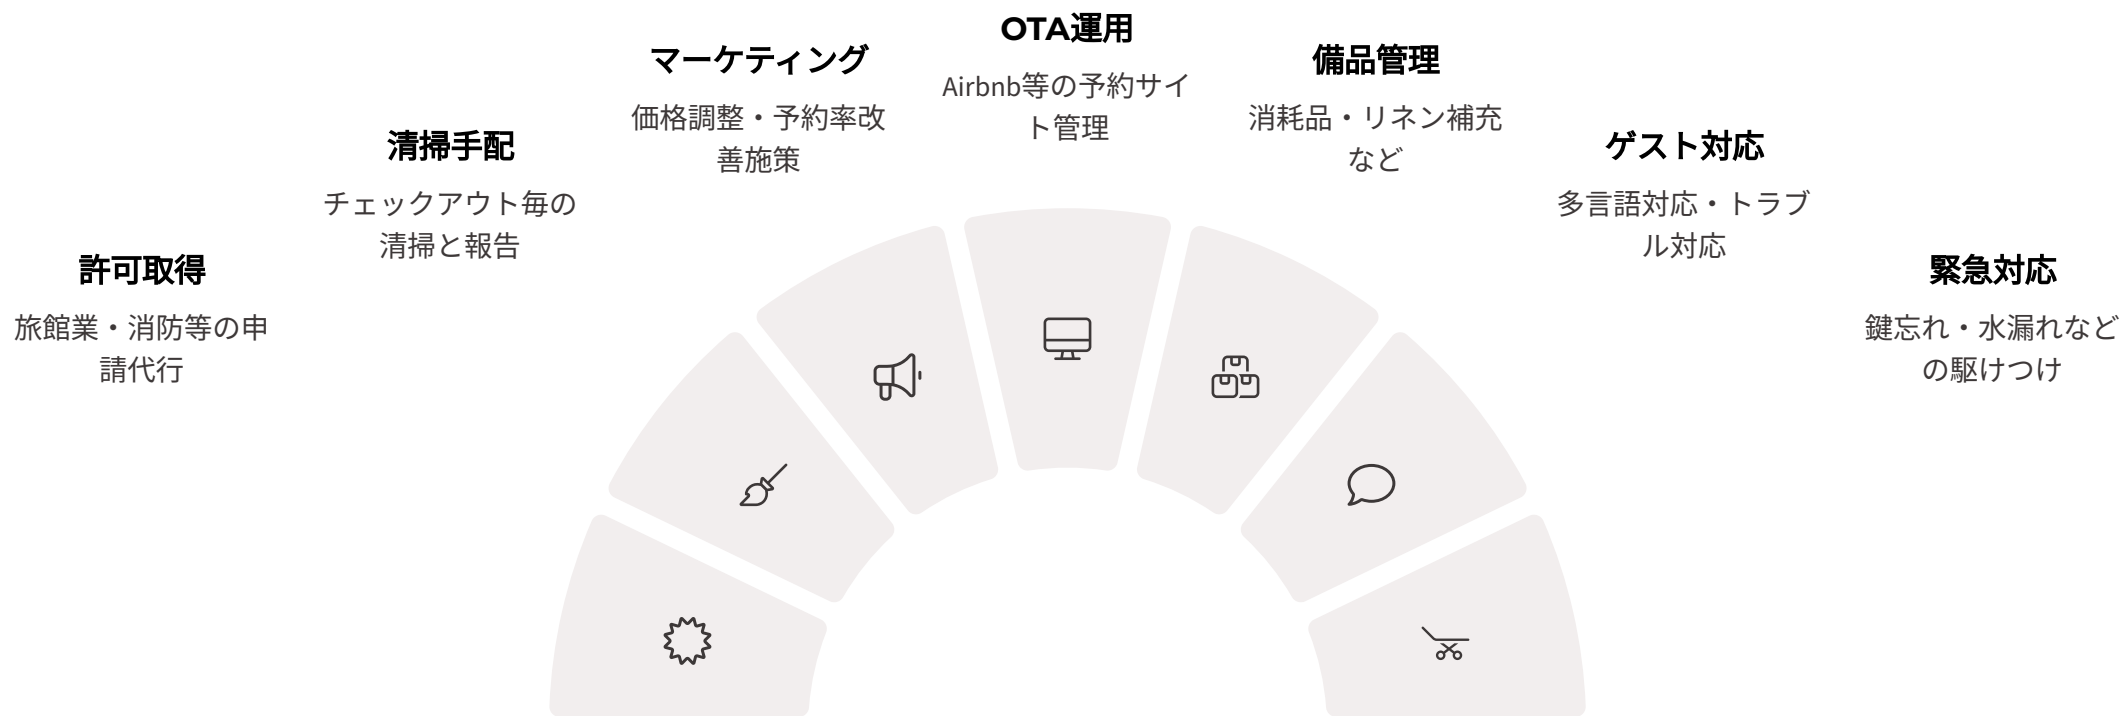 許可取得
旅館業・消防等の申
請代行
清掃手配
チェックアウト毎の
清掃と報告
マーケティング
価格調整・予約率改
善施策
OTA運用
Airbnb等の予約サイ
ト管理
備品管理
消耗品・リネン補充
など
ゲスト対応
多言語対応・トラブ
ル対応
緊急対応
鍵忘れ・水漏れなど
の駆けつけ